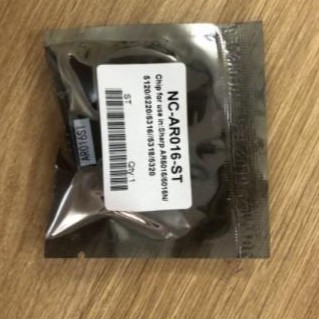 NC-AR016-ST
Chip for use in:Sharp AR5015/5016N/
5120/5220/5316//5318/5320
ST
Qty:1
AR016ST